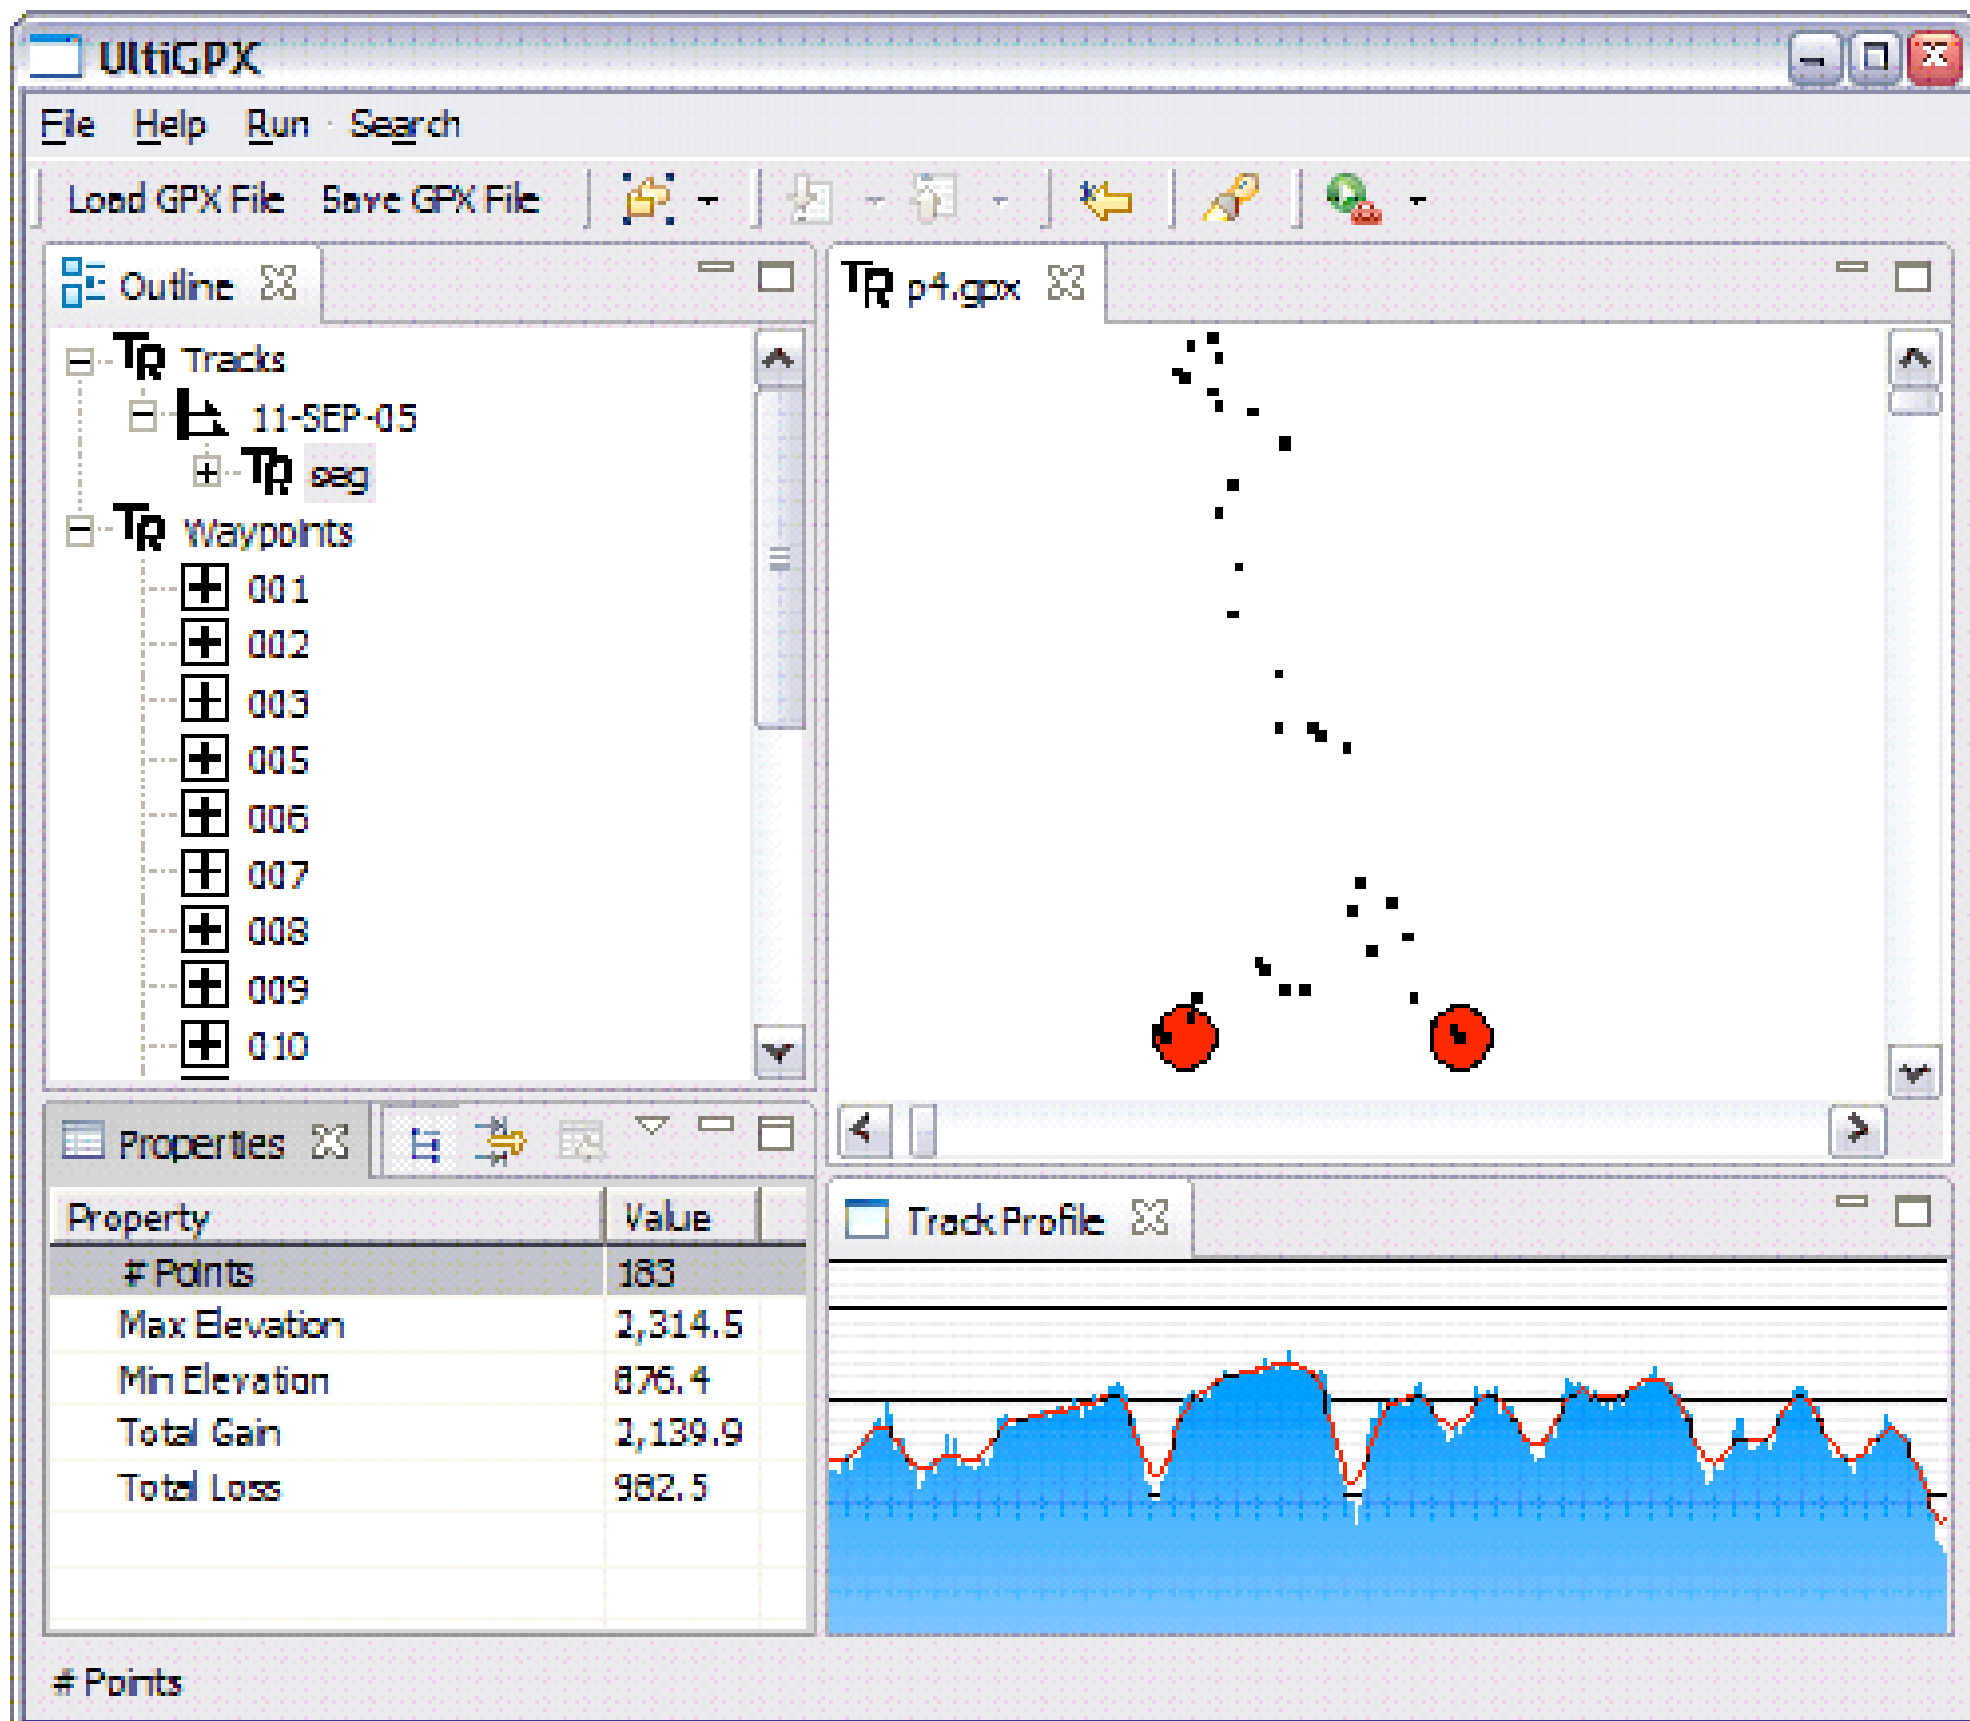 UltiGPX
File Help Run Search
Load GPX File Save GPX File
Outline
Tracks
11-SEP-05
seg
Waypoints
001
002
003
005
006
007
008
009
010
p4.gpx
Properties
Property Value
# Points 183
Max Elevation 2,314.5
Min Elevation 876.4
Total Gain 2,139.9
Total Loss 982.5
Track Profile
# Points